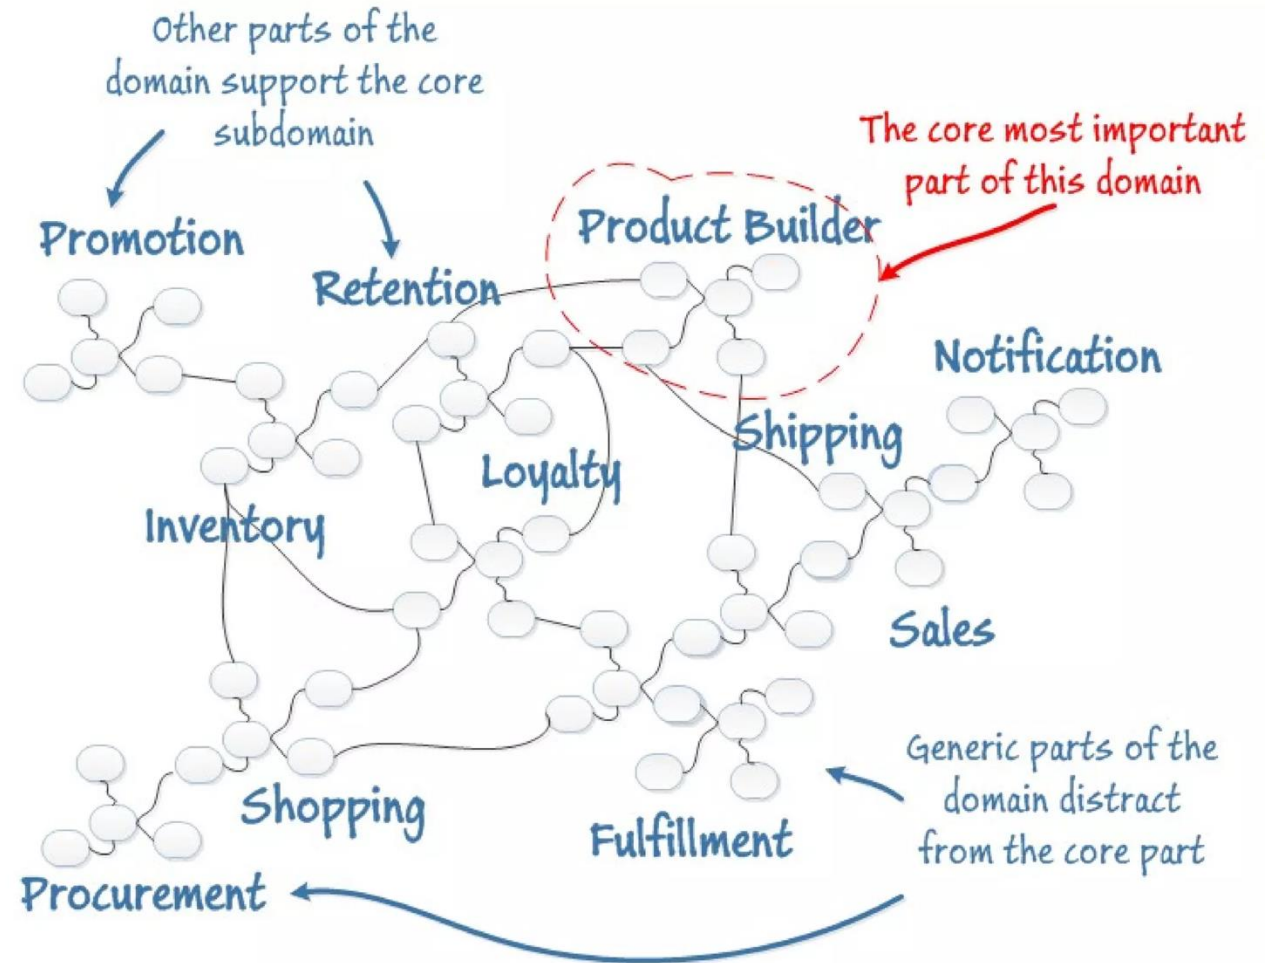 Other parts of the
domain support the core
subdomain
The core most important
part of this domain
Promotion
Product Builder
Retention
Notification
Shipping
Loyalty
Inventory
Sales
Generic parts of the
domain distract
from the core part
Shopping
Fulfillment
Procurement